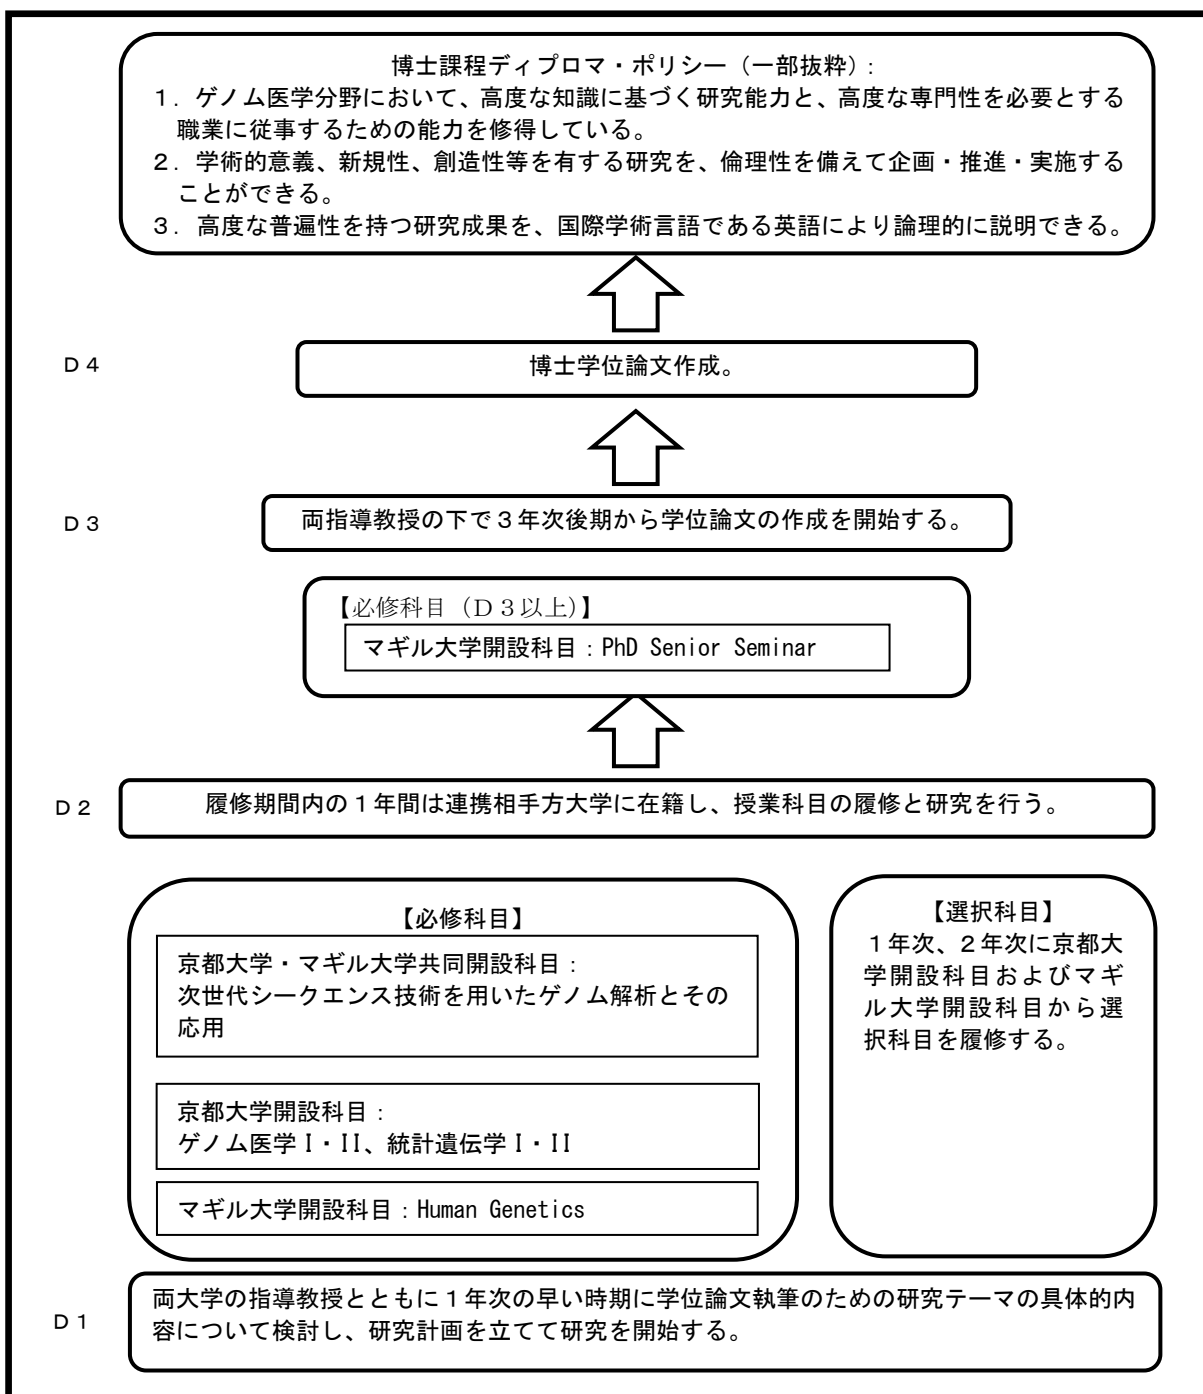 博士課程ディプロマ・ポリシー（一部抜粋）:
１．ゲノム医学分野において、高度な知識に基づく研究能力と、高度な専門性を必要とする
職業に従事するための能力を修得している。
２．学術的意義、新規性、創造性等を有する研究を、倫理性を備えて企画・推進・実施する
ことができる。
３．高度な普遍性を持つ研究成果を、国際学術言語である英語により論理的に説明できる。
Ｄ４
博士学位論文作成。
Ｄ３
両指導教授の下で３年次後期から学位論文の作成を開始する。
【必修科目（Ｄ３以上）】
マギル大学開設科目：PhD Senior Seminar
Ｄ２
履修期間内の１年間は連携相手方大学に在籍し、授業科目の履修と研究を行う。
【必修科目】
京都大学・マギル大学共同開設科目：
次世代シークエンス技術を用いたゲノム解析とその
応用
京都大学開設科目：
ゲノム医学 I・II、統計遺伝学 I・II
マギル大学開設科目：Human Genetics
【選択科目】
１年次、２年次に京都大
学開設科目およびマギ
ル大学開設科目から選
択科目を履修する。
Ｄ１
両大学の指導教授とともに１年次の早い時期に学位論文執筆のための研究テーマの具体的内
容について検討し、研究計画を立てて研究を開始する。